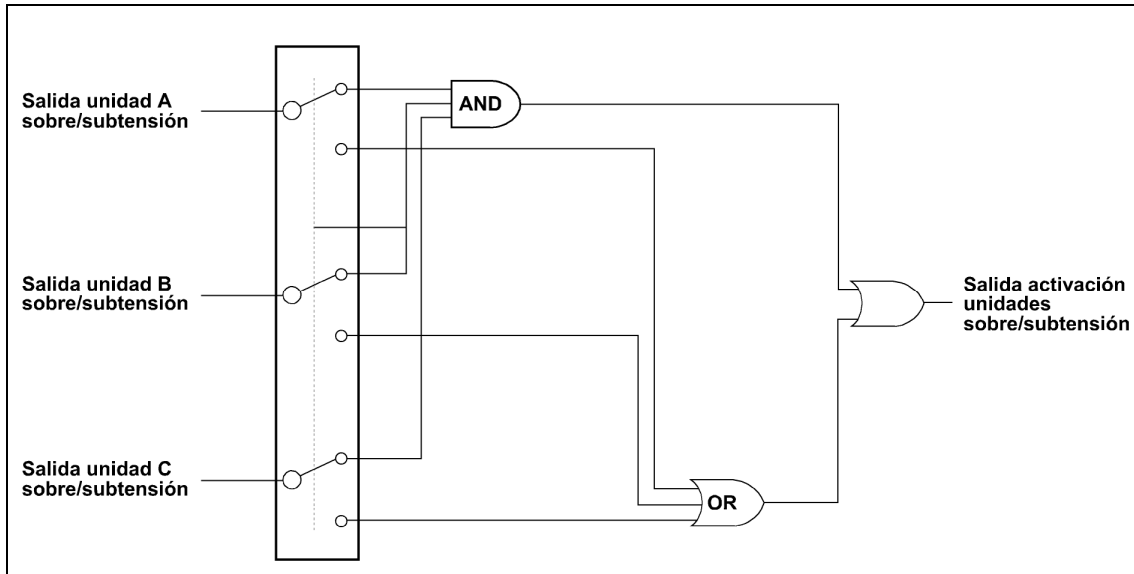 Salida unidad A
sobre/subtensión
AND
Salida unidad B
sobre/subtensión
Salida activación
unidades
sobre/subtensión
Salida unidad C
sobre/subtensión
OR